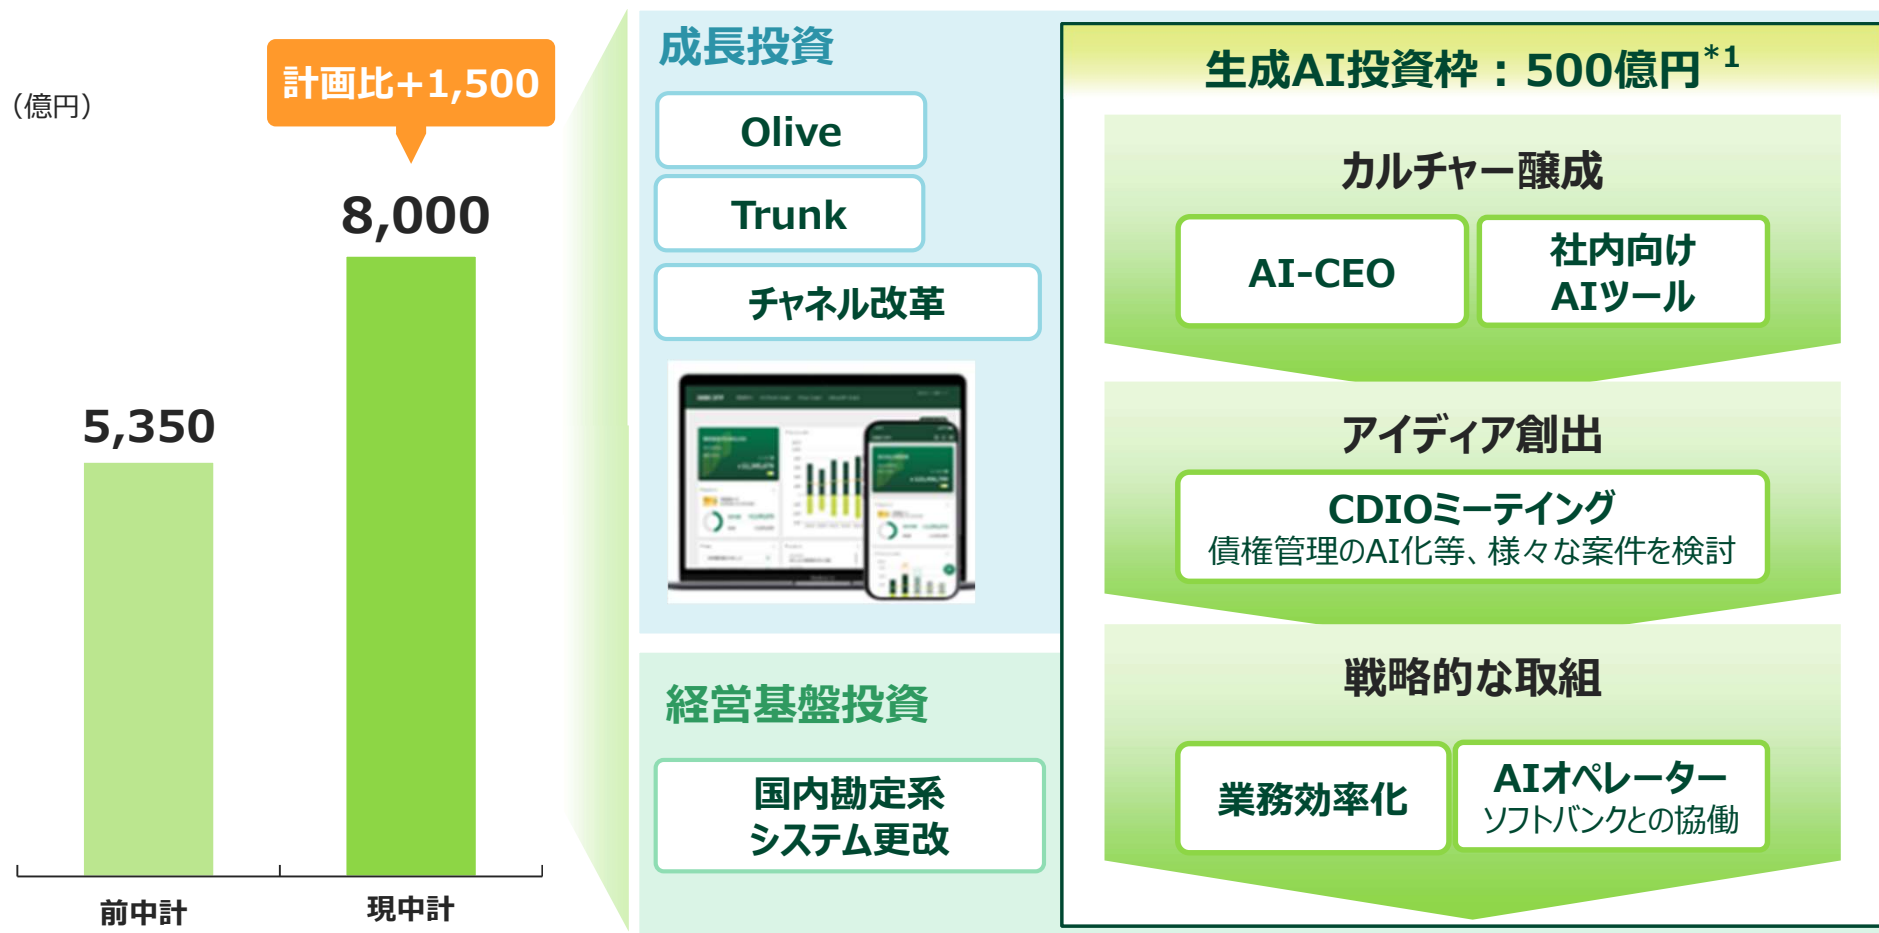 (億円)
計画比+1,500
8,000
5,350
前中計
現中計
成長投資
Olive
Trunk
チャネル改革
経営基盤投資
国内勘定系
システム更改
生成AI投資枠：500億円*1
カルチャー醸成
AI-CEO
社内向け
AIツール
アイディア創出
CDIOミーテイング
債権管理のAI化等、様々な案件を検討
戦略的な取組
業務効率化
AIオペレーター
ソフトバンクとの協働